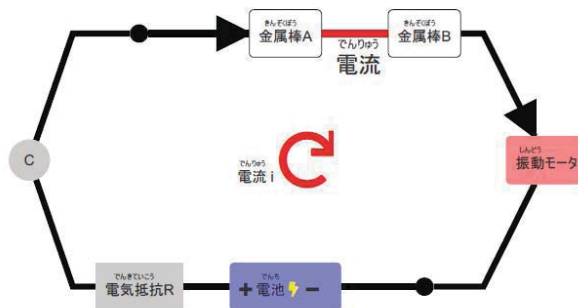 きんぞくぼう
金属棒A
きんぞくぼう
金属棒B
でんりゅう
電流
しんどう
振動モータ
C
でんりゅう
電流 i
でんきていこう
電気抵抗R
でんち
+ 電池 ⚡ −